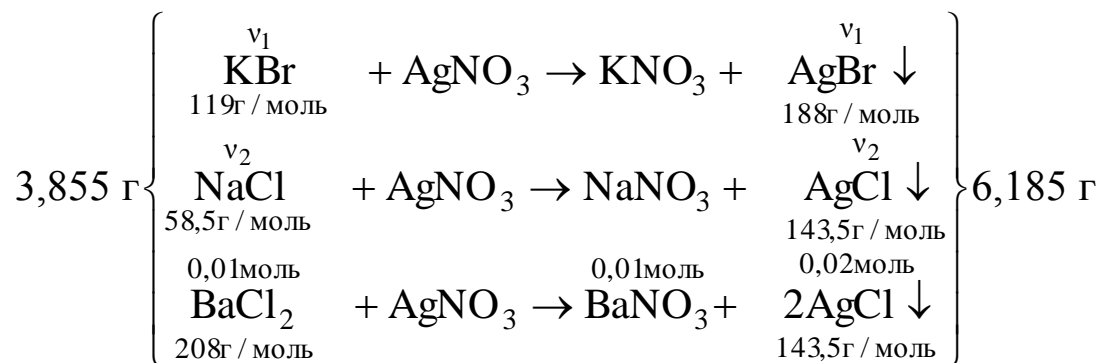 ν₁ ν₁
KBr + AgNO₃ → KNO₃ + AgBr ↓
119г / моль 188г / моль
ν₂ ν₂
3,855 г { NaCl + AgNO₃ → NaNO₃ + AgCl ↓ } 6,185 г
58,5г / моль 143,5г / моль
0,01моль 0,01моль 0,02моль
BaCl₂ + AgNO₃ → BaNO₃ + 2AgCl ↓
208г / моль 143,5г / моль